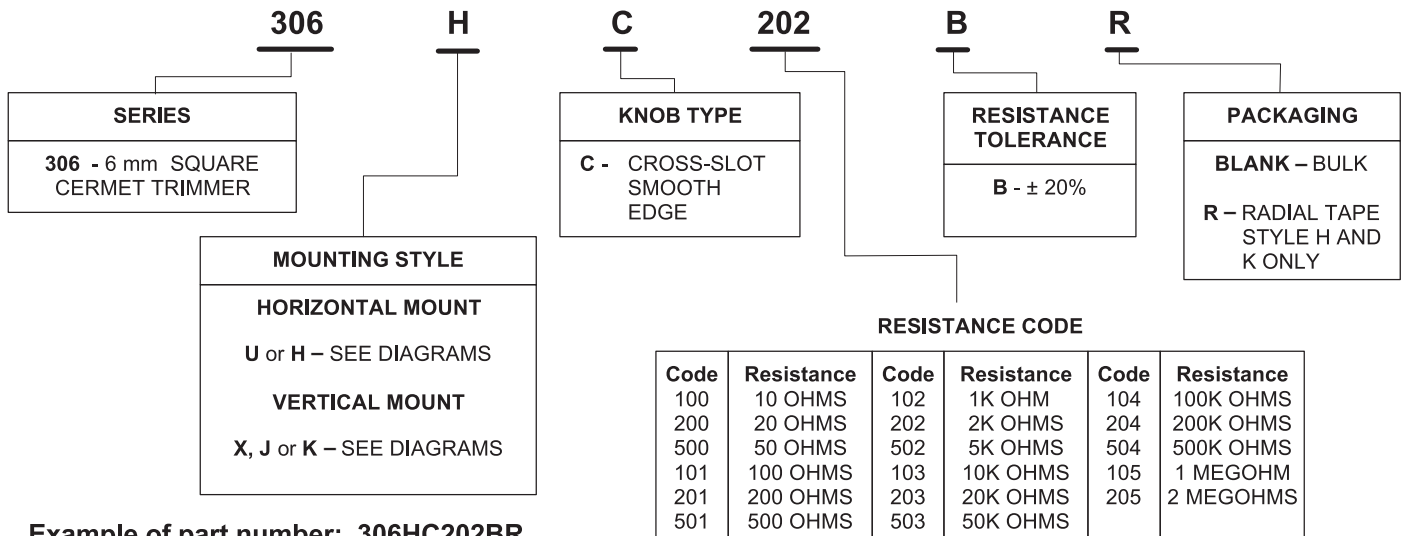 306 H C 202 B R
SERIES
306 - 6 mm SQUARE
CERMET TRIMMER
MOUNTING STYLE
HORIZONTAL MOUNT
U or H – SEE DIAGRAMS
VERTICAL MOUNT
X, J or K – SEE DIAGRAMS
KNOB TYPE
C - CROSS-SLOT
SMOOTH
EDGE
RESISTANCE
TOLERANCE
B - ± 20%
PACKAGING
BLANK – BULK
R – RADIAL TAPE
STYLE H AND
K ONLY
RESISTANCE CODE
Code Resistance Code Resistance Code Resistance
100 10 OHMS 102 1K OHM 104 100K OHMS
200 20 OHMS 202 2K OHMS 204 200K OHMS
500 50 OHMS 502 5K OHMS 504 500K OHMS
101 100 OHMS 103 10K OHMS 105 1 MEGOHM
201 200 OHMS 203 20K OHMS 205 2 MEGOHMS
501 500 OHMS 503 50K OHMS
Example of part number: 306HC202BR